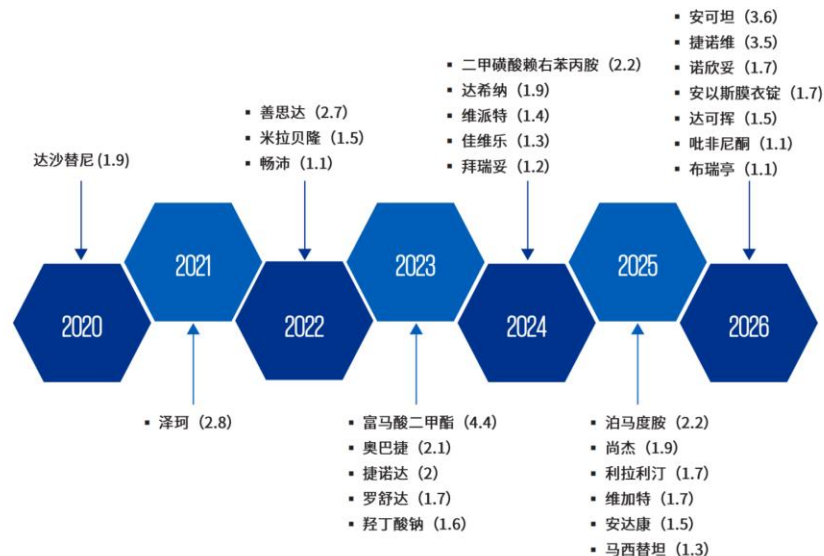 达沙替尼 (1.9)
2020
2021
▪ 泽珂（2.8）
▪ 善思达（2.7）
▪ 米拉贝隆（1.5）
▪ 畅沛（1.1）
2022
2023
▪ 富马酸二甲酯（4.4）
▪ 奥巴捷（2.1）
▪ 捷诺达（2）
▪ 罗舒达（1.7）
▪ 羟丁酸钠（1.6）
▪ 二甲磺酸赖右苯丙胺（2.2）
▪ 达希纳（1.9）
▪ 维派特（1.4）
▪ 佳维乐（1.3）
▪ 拜瑞妥（1.2）
2024
2025
▪ 泊马度胺（2.2）
▪ 尚杰（1.9）
▪ 利拉利汀（1.7）
▪ 维加特（1.7）
▪ 安达康（1.5）
▪ 马西替坦（1.3）
▪ 安可坦（3.6）
▪ 捷诺维（3.5）
▪ 诺欣妥（1.7）
▪ 安以斯膜衣锭（1.7）
▪ 达可挥（1.5）
▪ 吡非尼酮（1.1）
▪ 布瑞亭（1.1）
2026